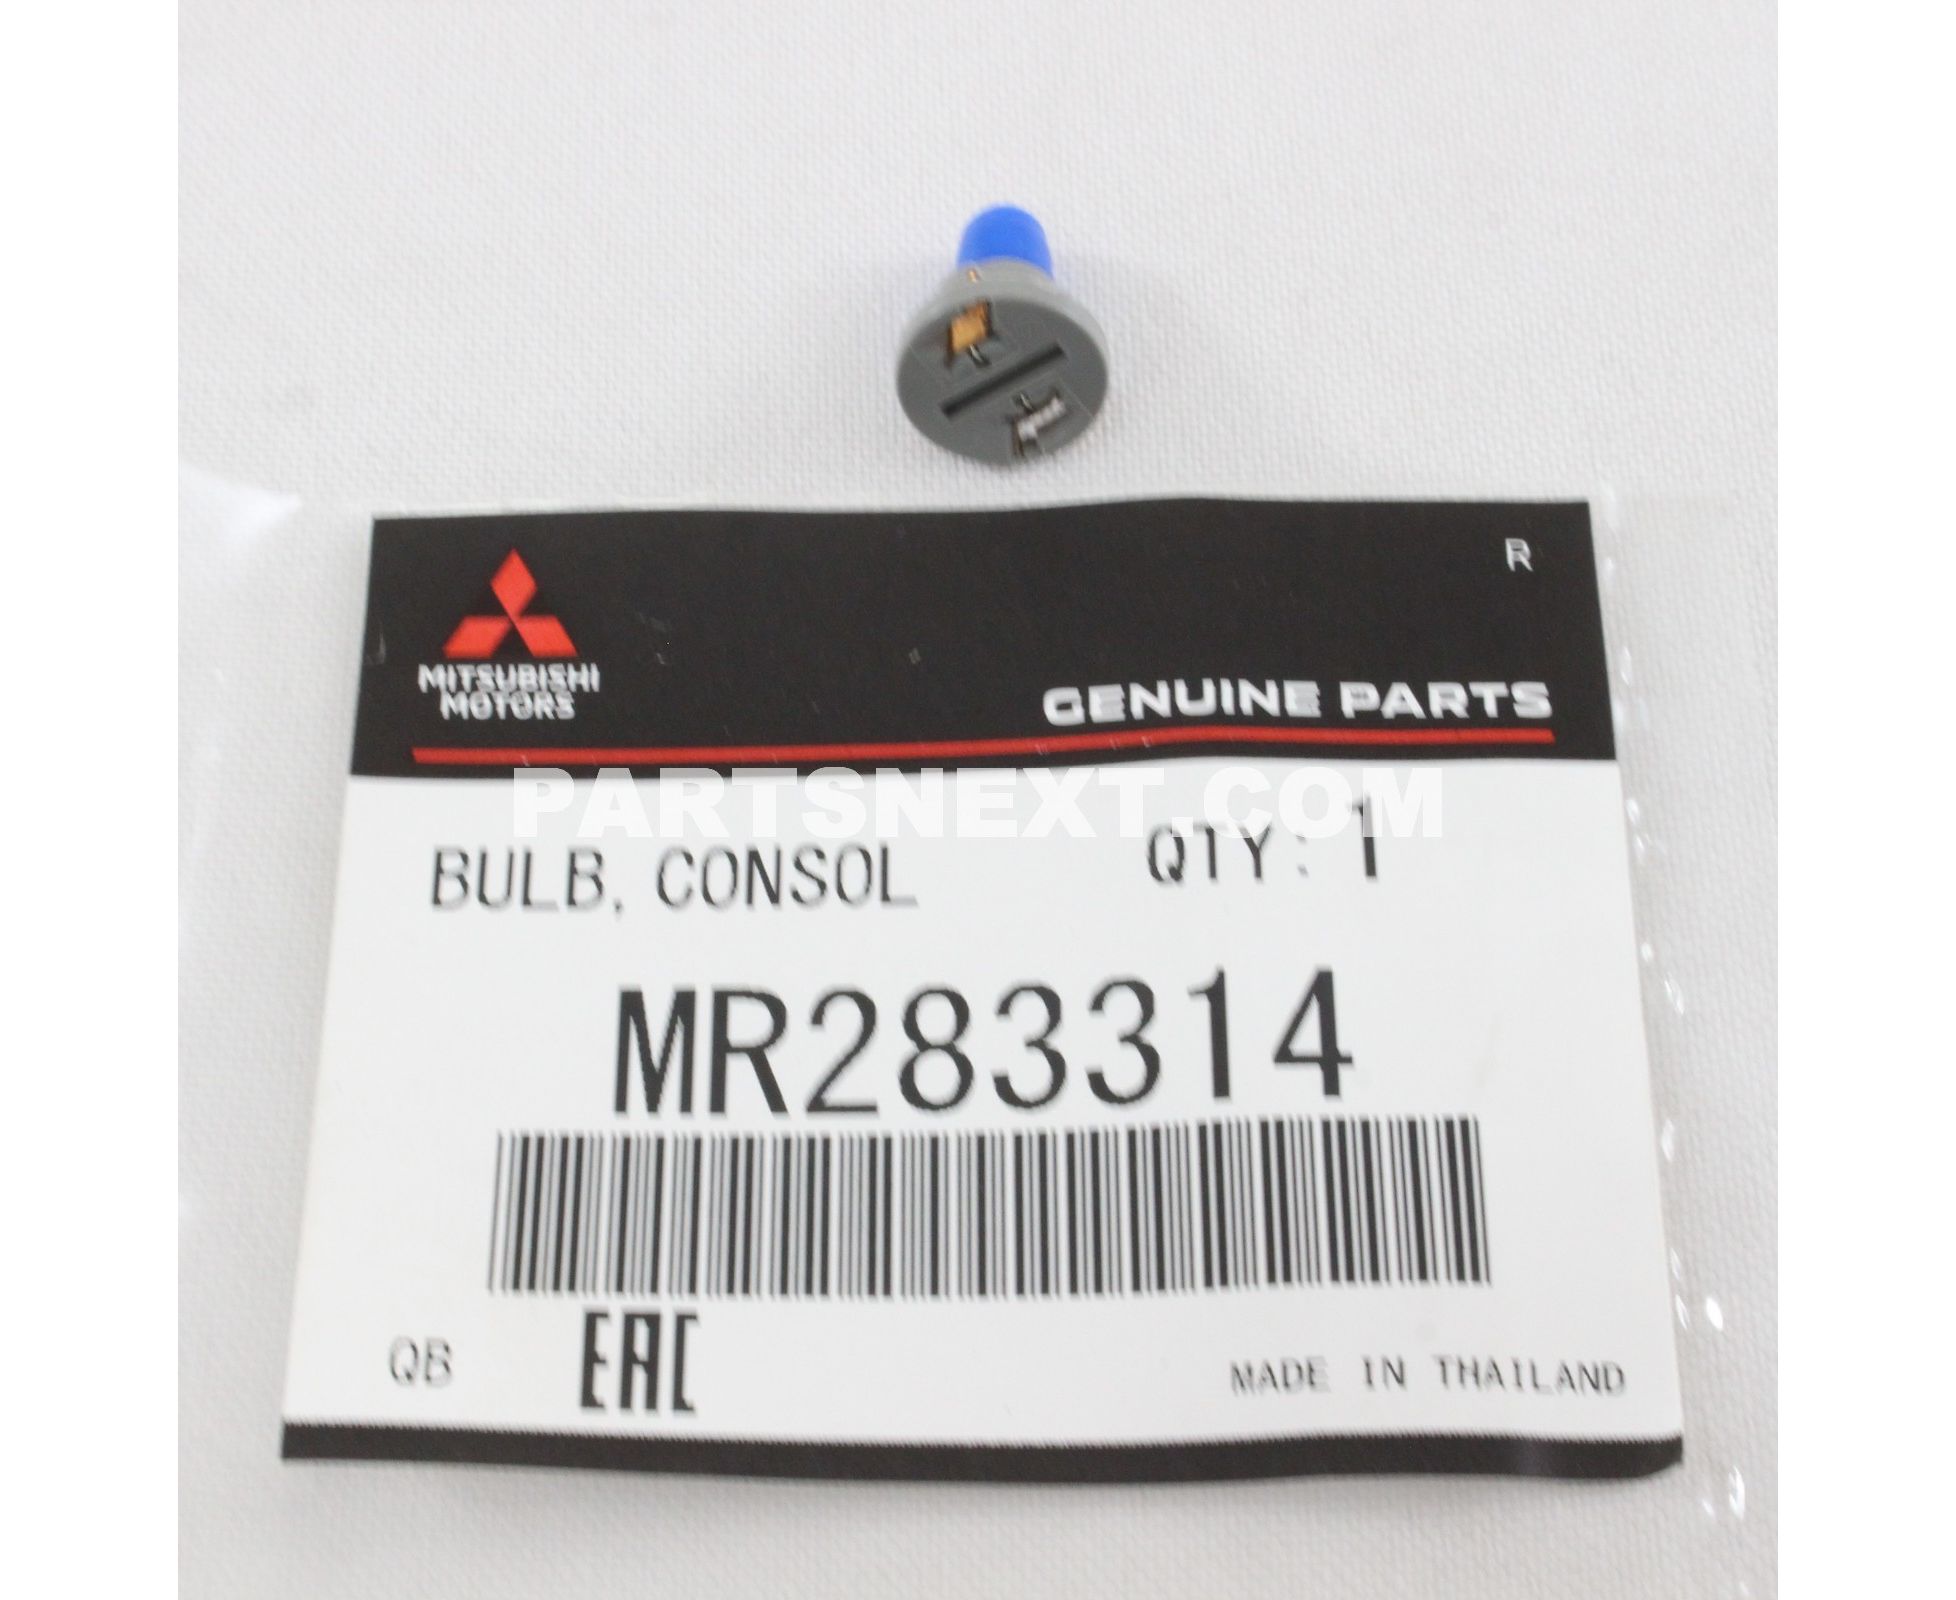 R
MITSUBISHI
MOTORS
GENUINE PARTS
PARTSNEXT.COM
BULB, CONSOL QTY: 1
MR283314
QB EAC MADE IN THAILAND